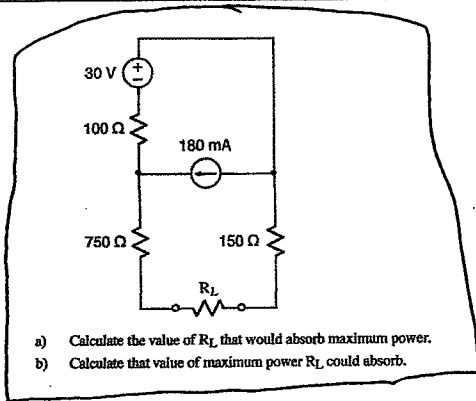 30 V
+
100 Ω
180 mA
750 Ω
150 Ω
RL
a) Calculate the value of RL that would absorb maximum power.
b) Calculate that value of maximum power RL could absorb.